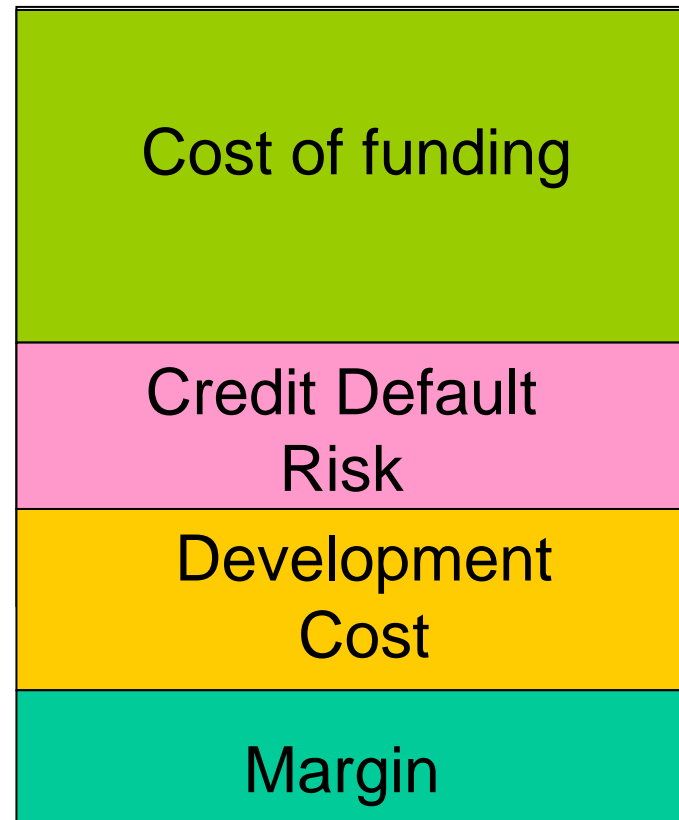 Cost of funding
Credit Default
Risk
Development
Cost
Margin